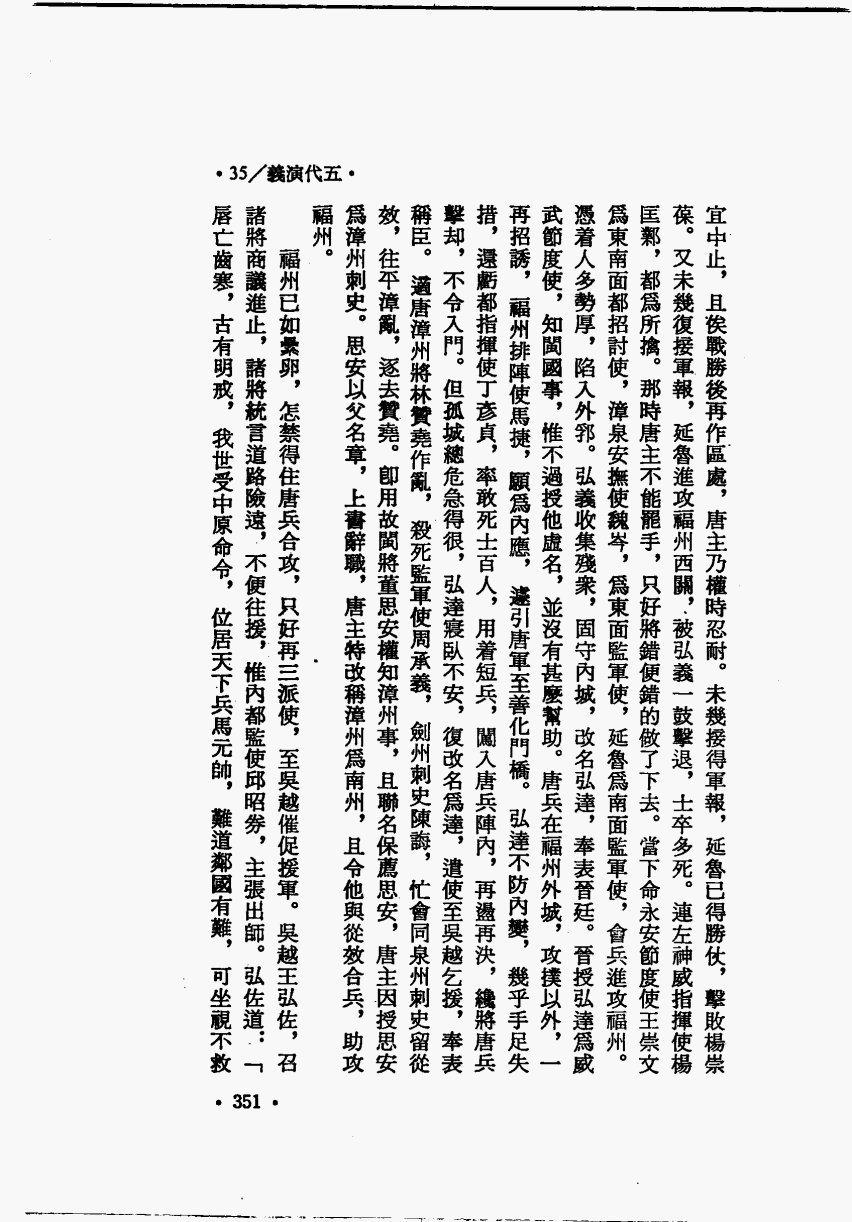 ·35／義演代五·
宜中止，且俟戰勝後再作區處，唐主乃權時忍耐。未幾接得軍報，延魯已得勝仗，擊敗楊崇
葆。又未幾復接軍報，延魯進攻福州西關，被弘義一鼓擊退，士卒多死。連左神威指揮使楊
匡鄴，都爲所擒。那時唐主不能罷手，只好將錯便錯的做了下去。當下命永安節度使王崇文
爲東南面都招討使，漳泉安撫使魏岑，爲東面監軍使，延魯爲南面監軍使，會兵進攻福州。
憑着人多勢厚，陷入外郛。弘義收集殘衆，固守內城，改名弘達，奉表晉廷。晉授弘達爲威
武節度使，知閩國事，惟不過授他虛名，並沒有甚麼幫助。唐兵在福州外城，攻撲以外，一
再招誘，福州排陣使馬捷，願爲內應，遽引唐軍至善化門橋。弘達不防內變，幾乎手足失
措，還虧都指揮使丁彥貞，率敢死士百人，用着短兵，闖入唐兵陣內，再盪再決，纔將唐兵
擊却，不令入門。但孤城總危急得很，弘達寢臥不安，復改名爲達，遣使至吳越乞援，奉表
稱臣。適唐漳州將林贊堯作亂，殺死監軍使周承義，劍州刺史陳誨，忙會同泉州刺史留從
效，往平漳亂，逐去贊堯。卽用故閩將董思安權知漳州事，且聯名保薦思安，唐主因授思安
爲漳州刺史。思安以父名章，上書辭職，唐主特改稱漳州爲南州，且令他與從效合兵，助攻
福州。
福州已如纍卵，怎禁得住唐兵合攻，只好再三派使，至吳越催促援軍。吳越王弘佐，召
諸將商議進止，諸將統言道路險遠，不便往援，惟內都監使邱昭券，主張出師。弘佐道：「
唇亡齒寒，古有明戒，我世受中原命令，位居天下兵馬元帥，難道鄰國有難，可坐視不救
·351·